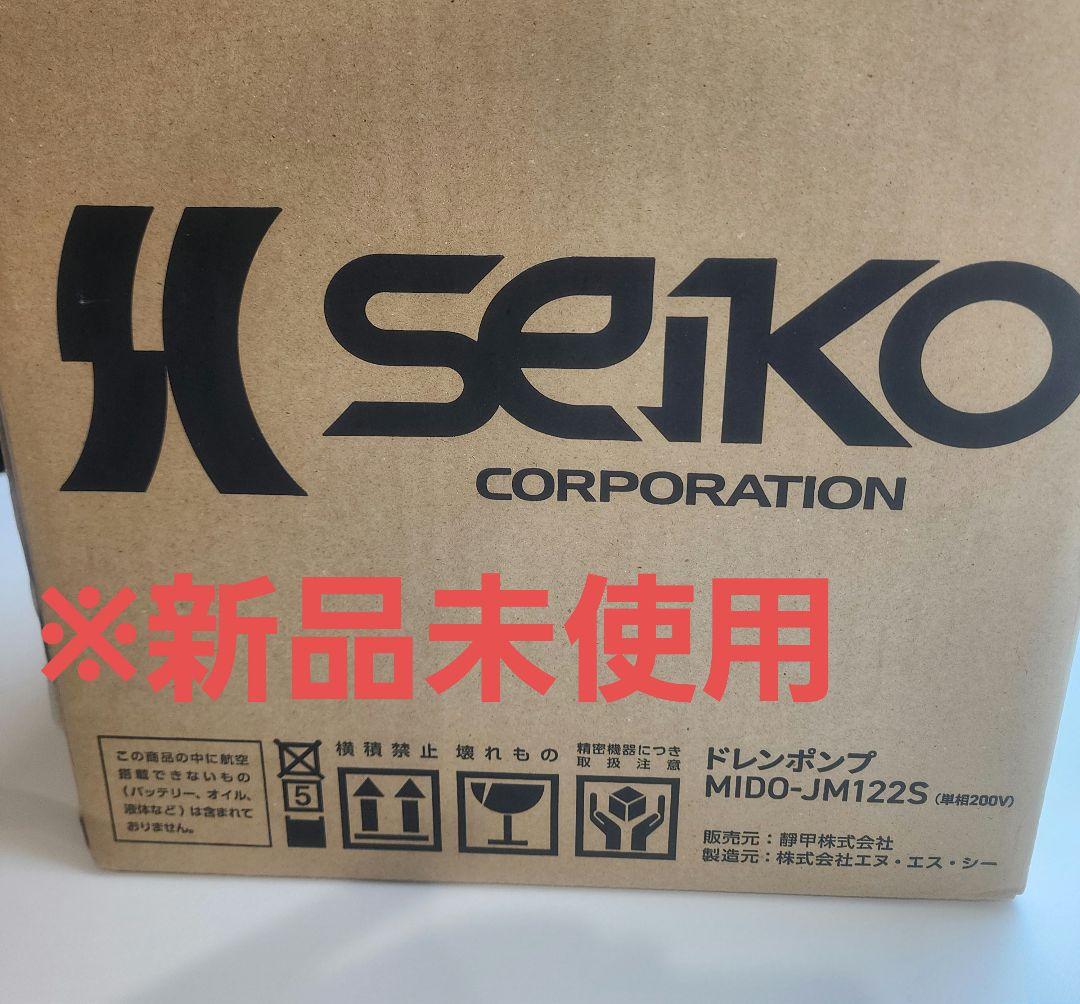 SEIKO
CORPORATION
※新品未使用
この商品の中に航空
搭載できないもの
(バッテリー、オイル、
液体など)は含まれて
おりません。
5
横積禁止
壊れもの
精密機器につき
取扱注意
ドレンポンプ
MIDO-JM122S (単相200V)
販売元:靜甲株式会社
製造元:株式会社エヌ・エス・シー